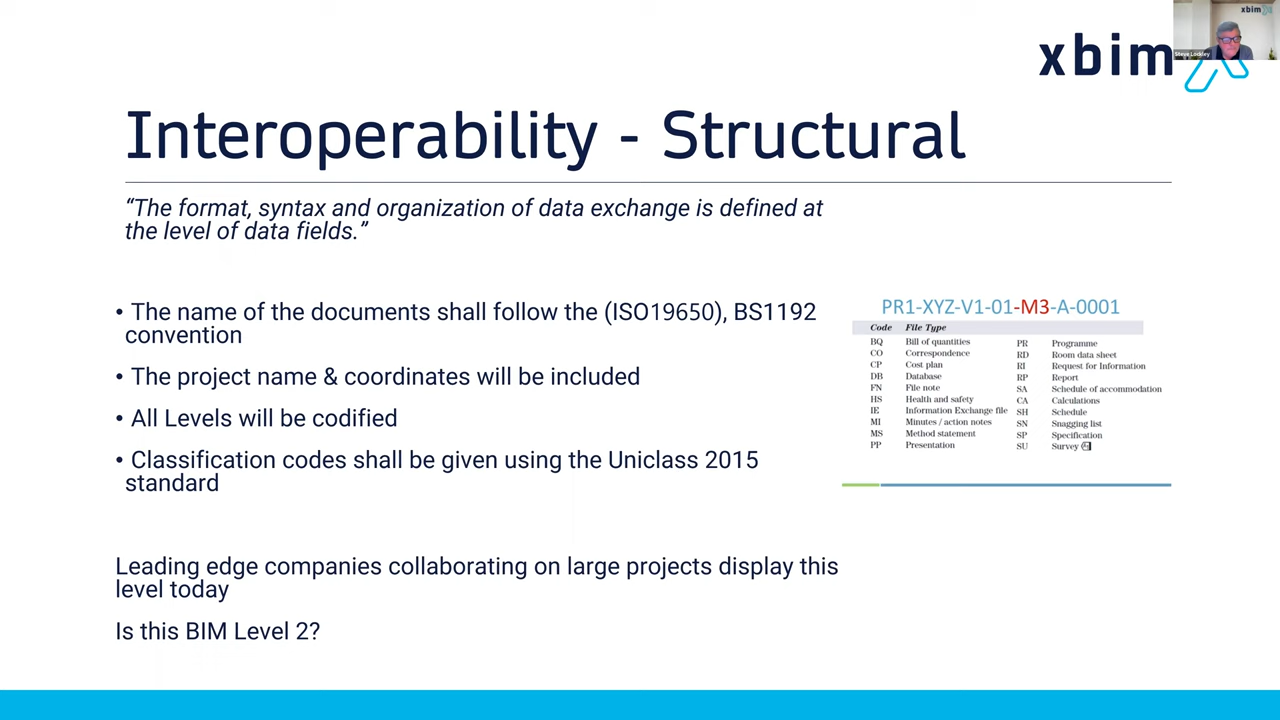 xbim
Steve Lockley
xbim
Interoperability - Structural
“The format, syntax and organization of data exchange is defined at
the level of data fields.”
• The name of the documents shall follow the (ISO19650), BS1192
convention
• The project name & coordinates will be included
• All Levels will be codified
• Classification codes shall be given using the Uniclass 2015
standard
Leading edge companies collaborating on large projects display this
level today
Is this BIM Level 2?
PR1-XYZ-V1-01-M3-A-0001
Code File Type
BQ Bill of quantities PR Programme
CO Correspondence RD Room data sheet
CP Cost plan RI Request for Information
DB Database RP Report
FN File note SA Schedule of accommodation
HS Health and safety CA Calculations
IE Information Exchange file SH Schedule
MI Minutes / action notes SN Snagging list
MS Method statement SP Specification
PP Presentation SU Survey